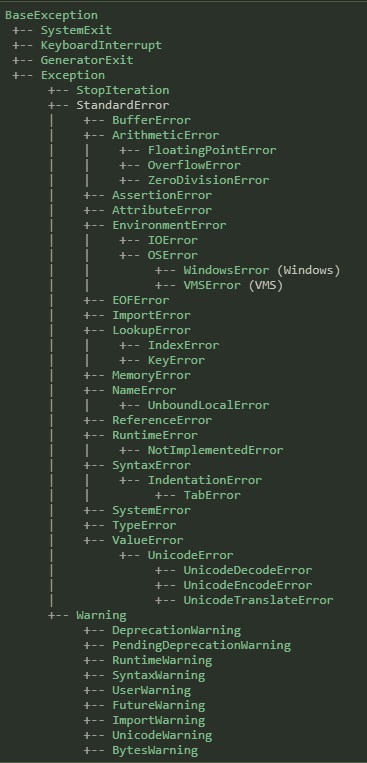 BaseException
 +-- SystemExit
 +-- KeyboardInterrupt
 +-- GeneratorExit
 +-- Exception
      +-- StopIteration
      +-- StandardError
      |    +-- BufferError
      |    +-- ArithmeticError
      |    |    +-- FloatingPointError
      |    |    +-- OverflowError
      |    |    +-- ZeroDivisionError
      |    +-- AssertionError
      |    +-- AttributeError
      |    +-- EnvironmentError
      |    |    +-- IOError
      |    |    +-- OSError
      |    |         +-- WindowsError (Windows)
      |    |         +-- VMSError (VMS)
      |    +-- EOFError
      |    +-- ImportError
      |    +-- LookupError
      |    |    +-- IndexError
      |    |    +-- KeyError
      |    +-- MemoryError
      |    +-- NameError
      |    |    +-- UnboundLocalError
      |    +-- ReferenceError
      |    +-- RuntimeError
      |    |    +-- NotImplementedError
      |    +-- SyntaxError
      |    |    +-- IndentationError
      |    |         +-- TabError
      |    +-- SystemError
      |    +-- TypeError
      |    +-- ValueError
      |         +-- UnicodeError
      |              +-- UnicodeDecodeError
      |              +-- UnicodeEncodeError
      |              +-- UnicodeTranslateError
      +-- Warning
           +-- DeprecationWarning
           +-- PendingDeprecationWarning
           +-- RuntimeWarning
           +-- SyntaxWarning
           +-- UserWarning
           +-- FutureWarning
           +-- ImportWarning
           +-- UnicodeWarning
           +-- BytesWarning